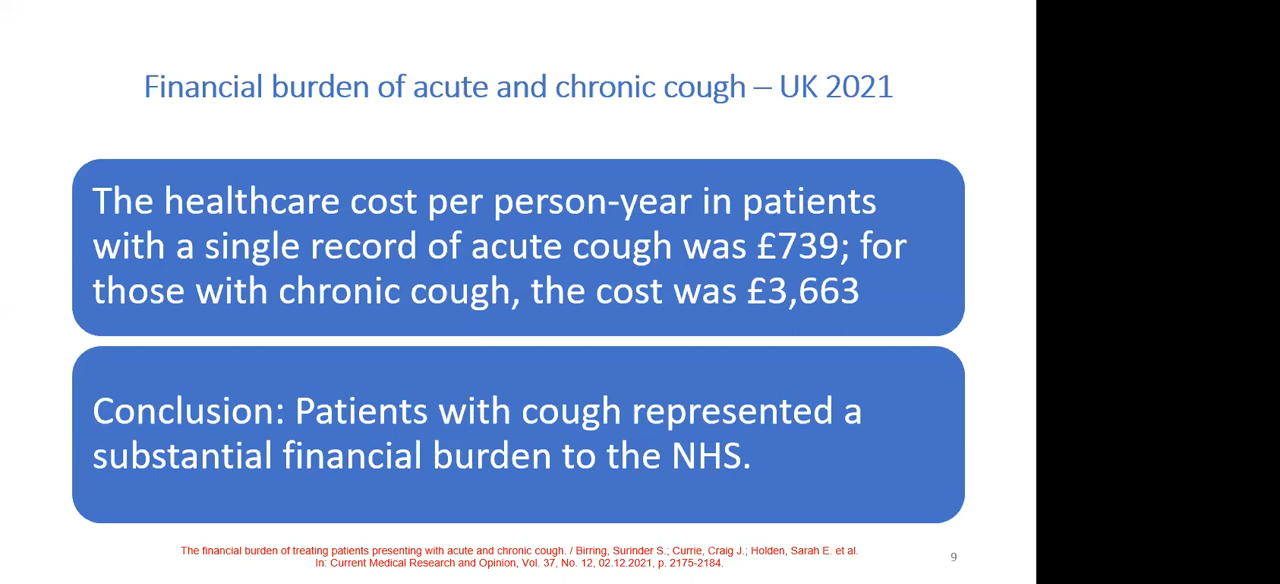 Financial burden of acute and chronic cough – UK 2021
The healthcare cost per person-year in patients
with a single record of acute cough was £739; for
those with chronic cough, the cost was £3,663
Conclusion: Patients with cough represented a
substantial financial burden to the NHS.
The financial burden of treating patients presenting with acute and chronic cough. / Birring, Surinder S.; Currie, Craig J.; Holden, Sarah E. et al.
In: Current Medical Research and Opinion, Vol. 37, No. 12, 02.12.2021, p. 2175-2184.
9